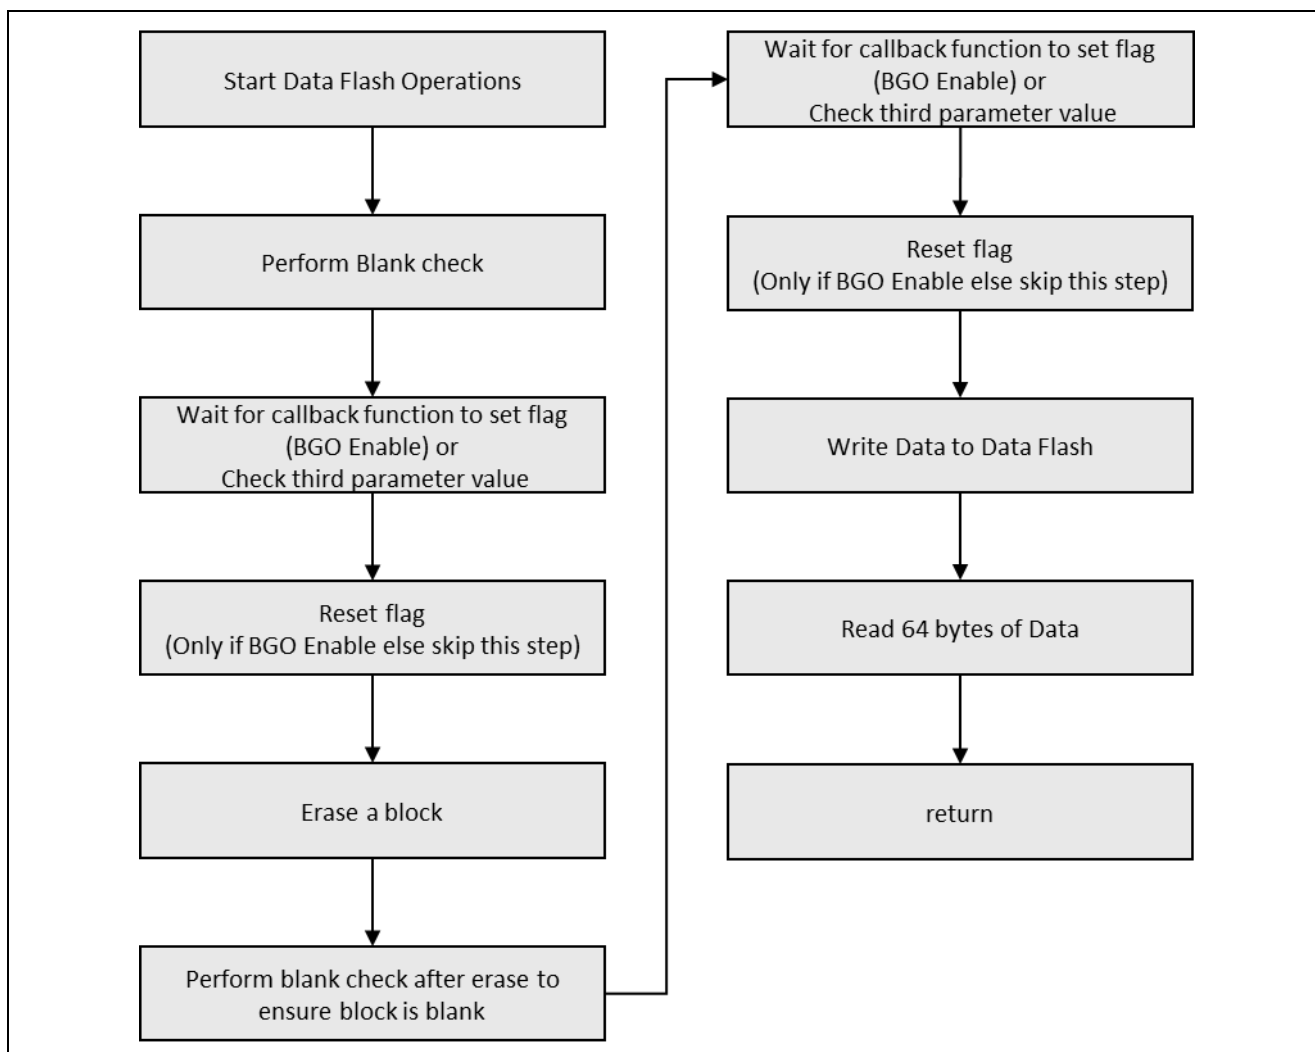 Start Data Flash Operations
Perform Blank check
Wait for callback function to set flag
(BGO Enable) or
Check third parameter value
Reset flag
(Only if BGO Enable else skip this step)
Erase a block
Perform blank check after erase to
ensure block is blank
Wait for callback function to set flag
(BGO Enable) or
Check third parameter value
Reset flag
(Only if BGO Enable else skip this step)
Write Data to Data Flash
Read 64 bytes of Data
return